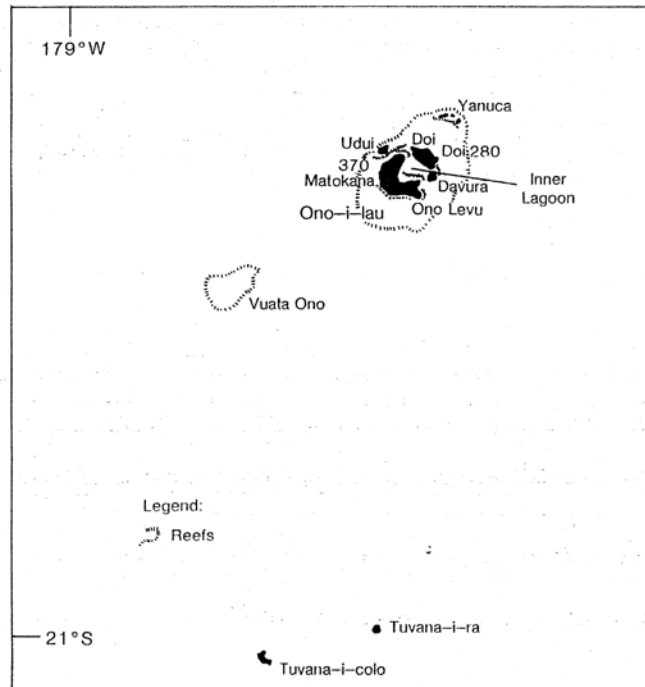 179°W
Yanuca
Udui
Doi
370
Doi 280
Matokana
Davura
Inner
Lagoon
Ono-i-lau
Ono Levu
Vuata Ono
Legend:
Reefs
21°S
Tuvana-i-ra
Tuvana-i-colo